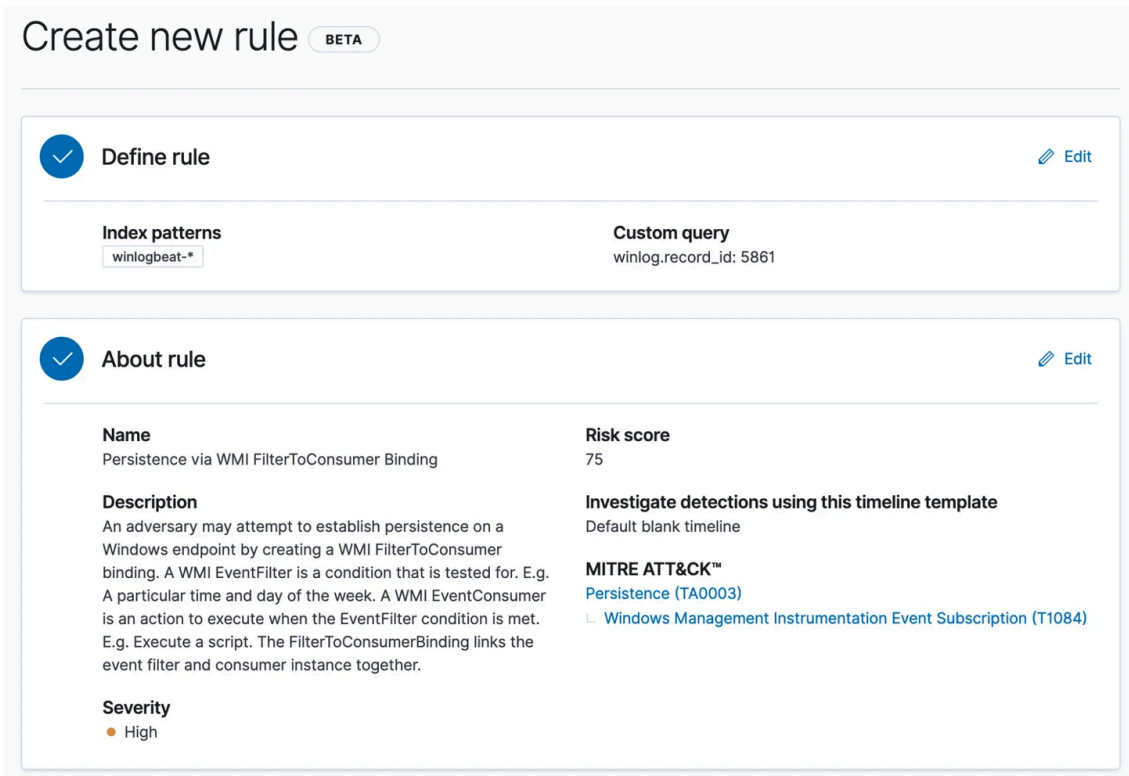 Create new rule BETA
Define rule
Edit
Index patterns
winlogbeat-*
Custom query
winlog.record_id: 5861
About rule
Edit
Name
Persistence via WMI FilterToConsumer Binding
Description
An adversary may attempt to establish persistence on a
Windows endpoint by creating a WMI FilterToConsumer
binding. A WMI EventFilter is a condition that is tested for. E.g.
A particular time and day of the week. A WMI EventConsumer
is an action to execute when the EventFilter condition is met.
E.g. Execute a script. The FilterToConsumerBinding links the
event filter and consumer instance together.
Severity
High
Risk score
75
Investigate detections using this timeline template
Default blank timeline
MITRE ATT&CK™
Persistence (TA0003)
Windows Management Instrumentation Event Subscription (T1084)